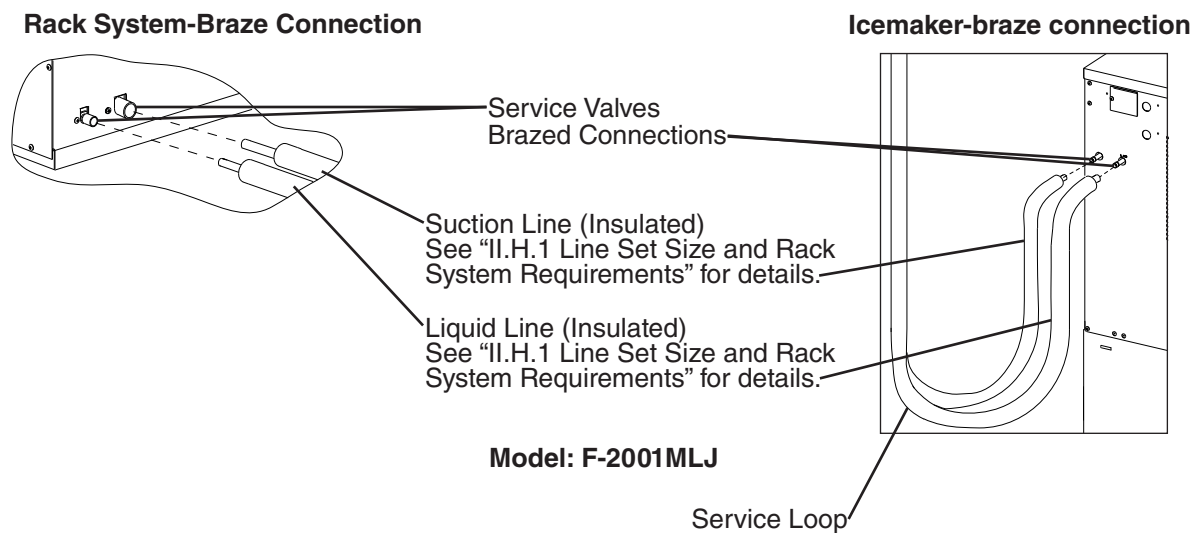 Rack System-Braze Connection
Icemaker-braze connection
Service Valves
Brazed Connections
Suction Line (Insulated)
See “II.H.1 Line Set Size and Rack
System Requirements” for details.
Liquid Line (Insulated)
See “II.H.1 Line Set Size and Rack
System Requirements” for details.
Model: F-2001MLJ
Service Loop